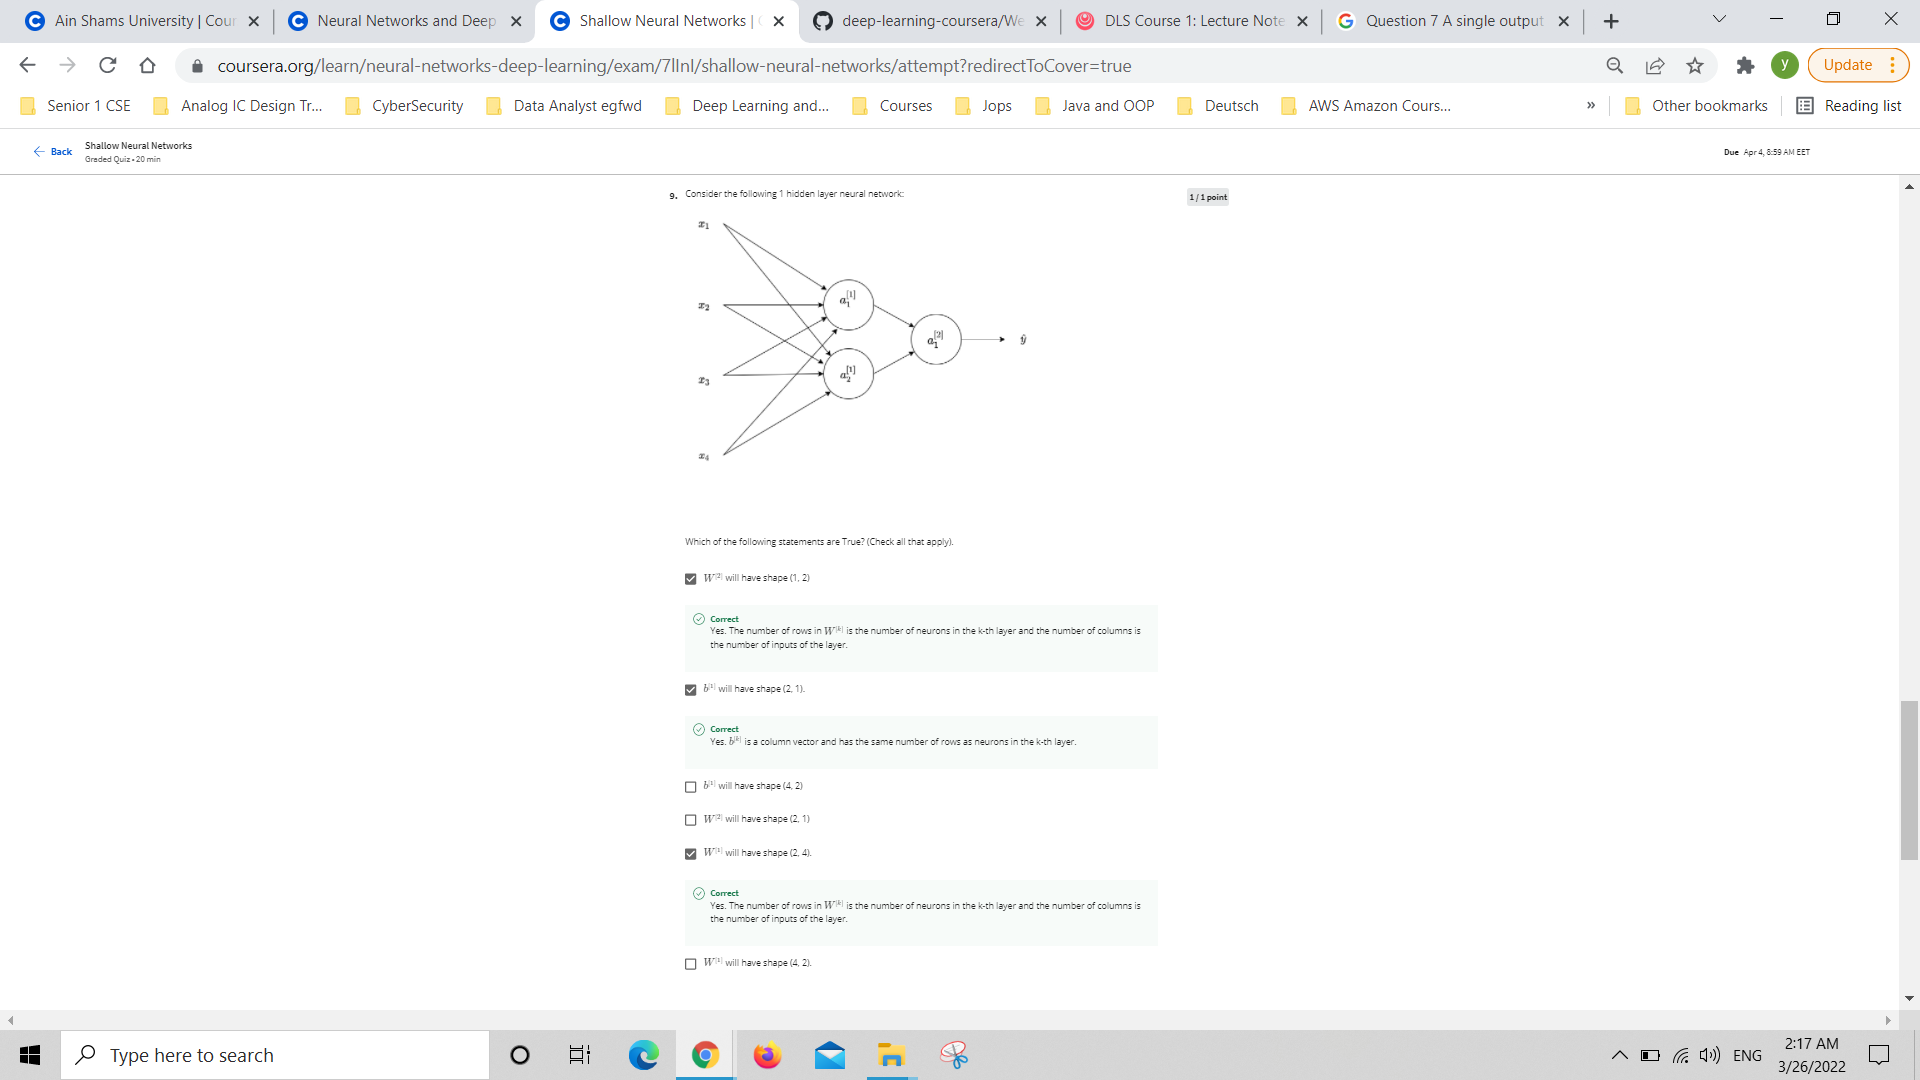 Ain Shams University | Cour
Neural Networks and Deep
Shallow Neural Networks |
deep-learning-coursera/We
DLS Course 1: Lecture Note
Question 7 A single output
coursera.org/learn/neural-networks-deep-learning/exam/7lInI/shallow-neural-networks/attempt?redirectToCover=true
y
Update
Senior 1 CSE
Analog IC Design Tr...
CyberSecurity
Data Analyst egfwd
Deep Learning and...
Courses
Jops
Java and OOP
Deutsch
AWS Amazon Cours...
»
Other bookmarks
Reading list
Back
Shallow Neural Networks
Graded Quiz • 20 min
Due Apr 4, 8:59 AM EET
9. Consider the following 1 hidden layer neural network:
1 / 1 point
x₁
x₂
x₃
x₄
a₁^[1]
a₂^[1]
a₁^[2]
ŷ
Which of the following statements are True? (Check all that apply).
W^[2] will have shape (1, 2)
Correct
Yes. The number of rows in W^[k] is the number of neurons in the k-th layer and the number of columns is
the number of inputs of the layer.
b^[1] will have shape (2, 1).
Correct
Yes. b^[k] is a column vector and has the same number of rows as neurons in the k-th layer.
b^[1] will have shape (4, 2)
W^[2] will have shape (2, 1)
W^[1] will have shape (2, 4).
Correct
Yes. The number of rows in W^[k] is the number of neurons in the k-th layer and the number of columns is
the number of inputs of the layer.
W^[1] will have shape (4, 2).
Type here to search
ENG
2:17 AM
3/26/2022